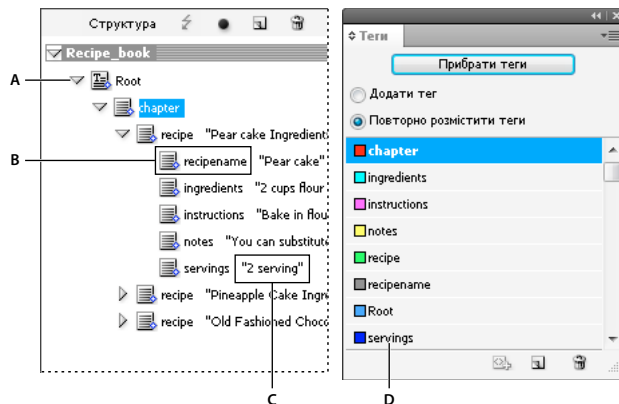 Структура
Recipe_book
A
Root
chapter
recipe "Pear cake Ingredient
B
recipename "Pear cake"
ingredients "2 cups flour
instructions "Bake in flou
notes "You can substitut
servings "2 serving"
recipe "Pineapple Cake Ingr
recipe "Old Fashioned Choco
C
Теги
Прибрати теги
Додати тег
Повторно розмістити теги
chapter
ingredients
instructions
notes
recipe
recipename
Root
servings
D